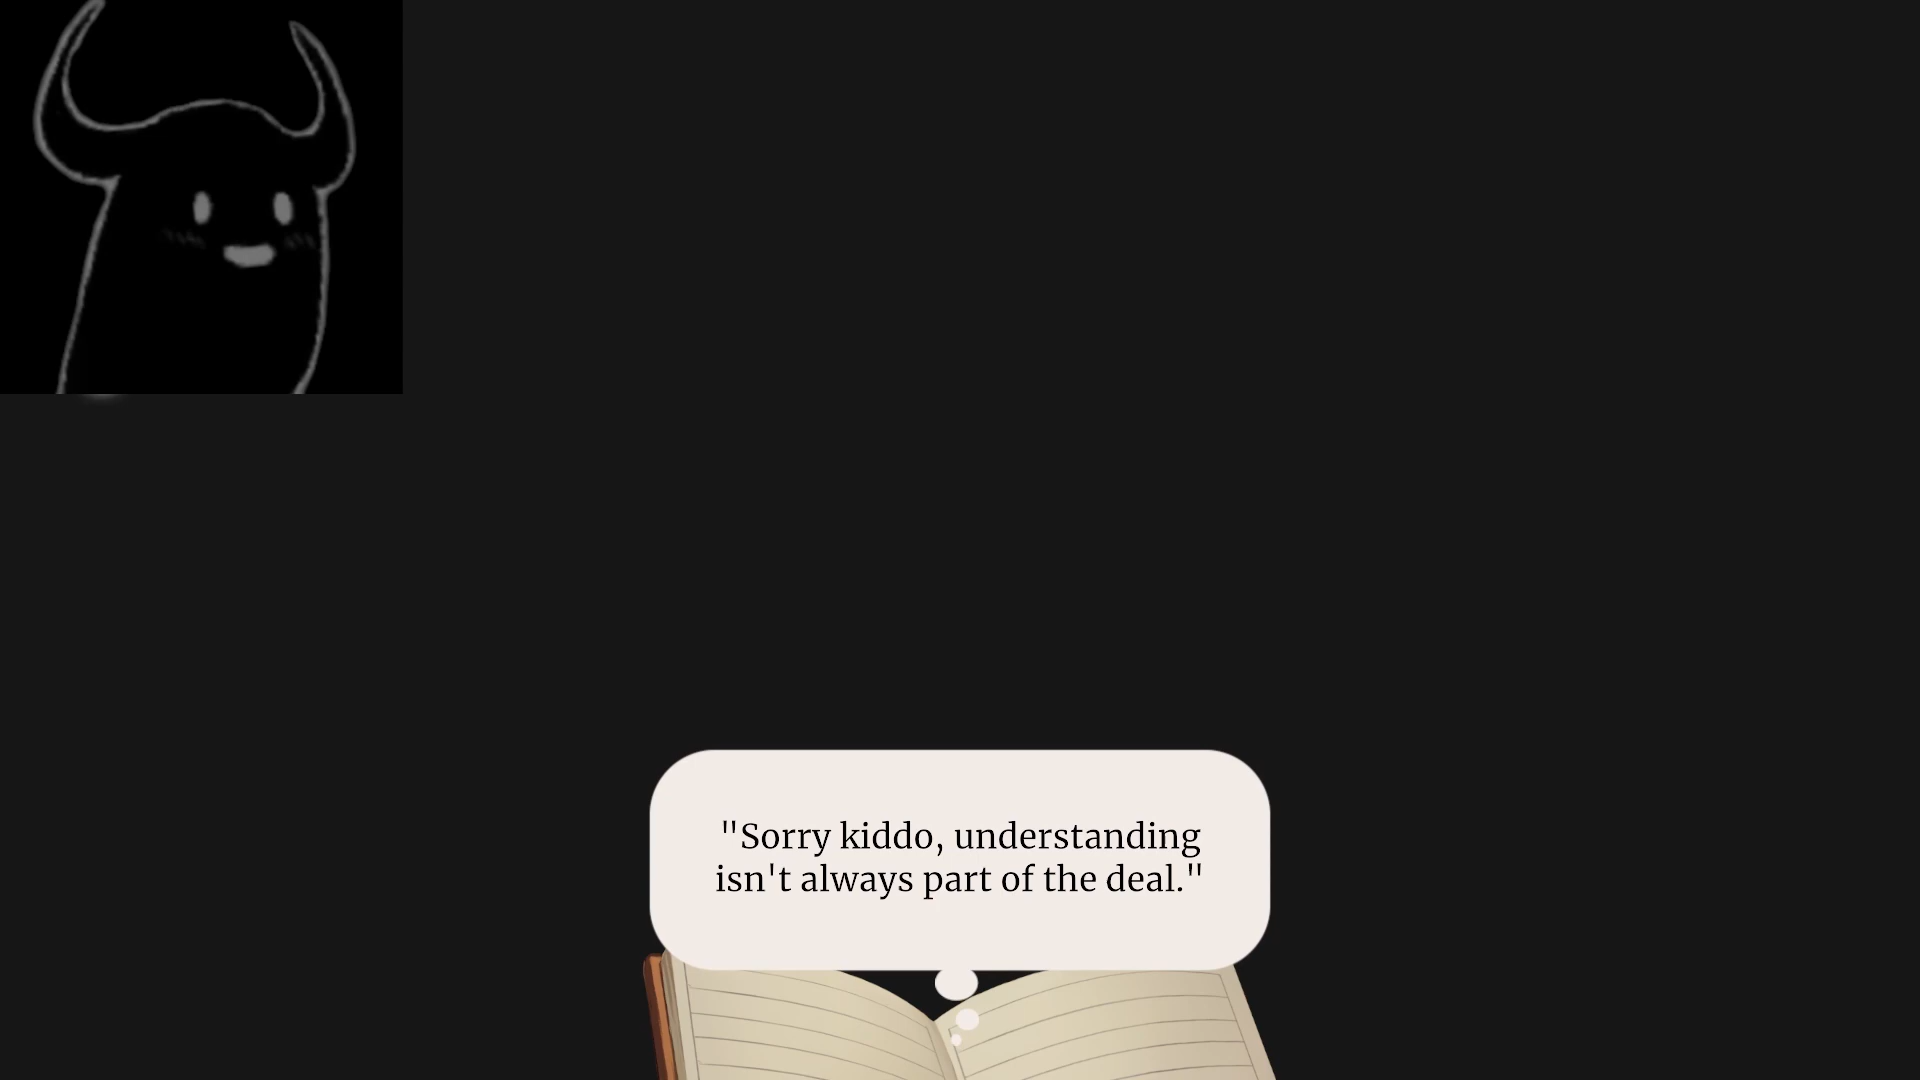 "Sorry kiddo, understanding
isn't always part of the deal."